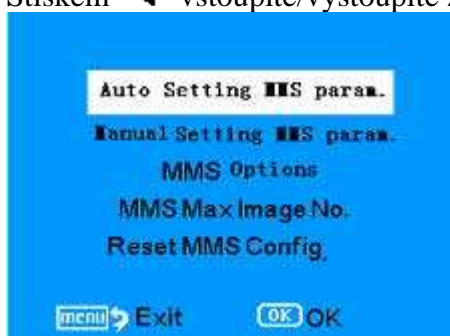 Stiskem vstoupíte/vystoupíte z
Auto Setting MMS param.
Manual Setting MMS param.
MMS Options
MMS Max Image No.
Reset MMS Config.
menu Exit OK OK